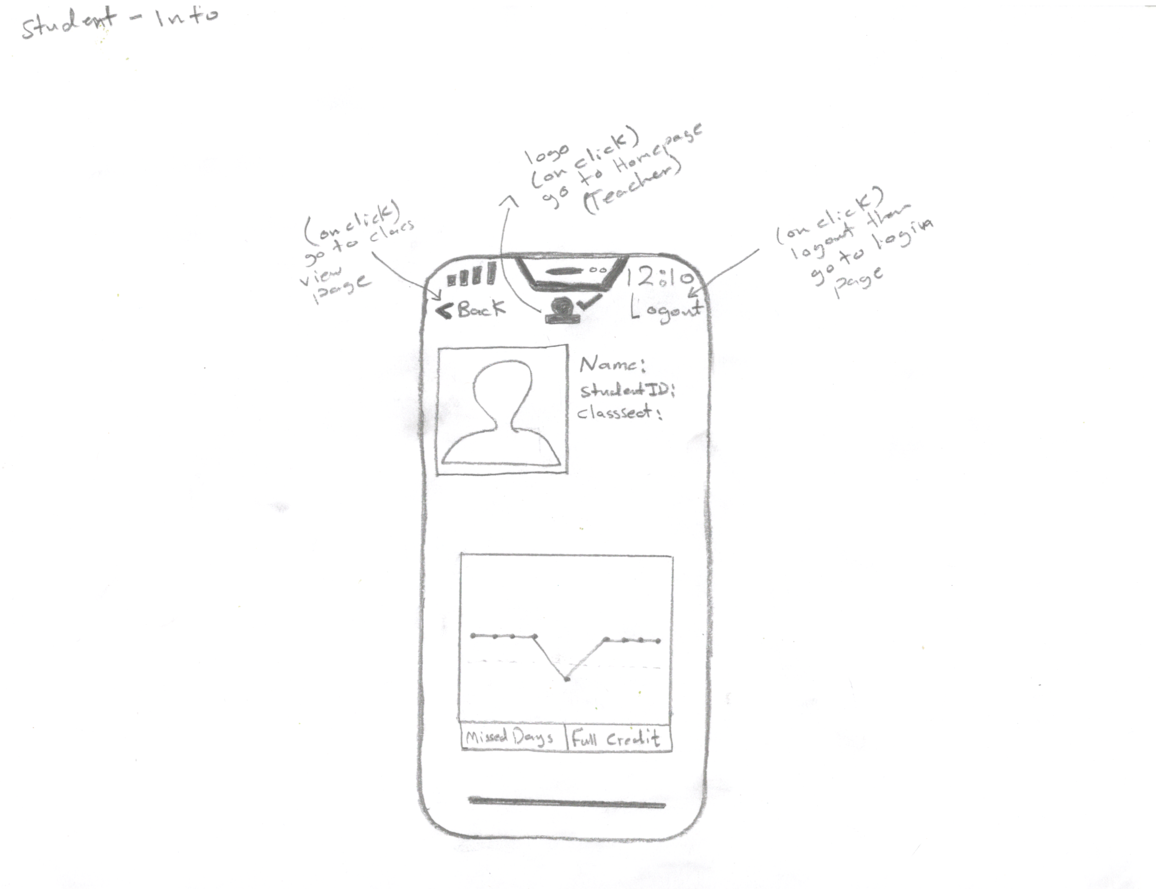 Student - Info
logo
(on click)
go to Homepage
(Teacher)
(on click)
go to class
view
page
(on click)
logout then
go to login
page
12:10
< Back
Logout
Name:
studentID:
classsect:
Missed Days
Full Credit